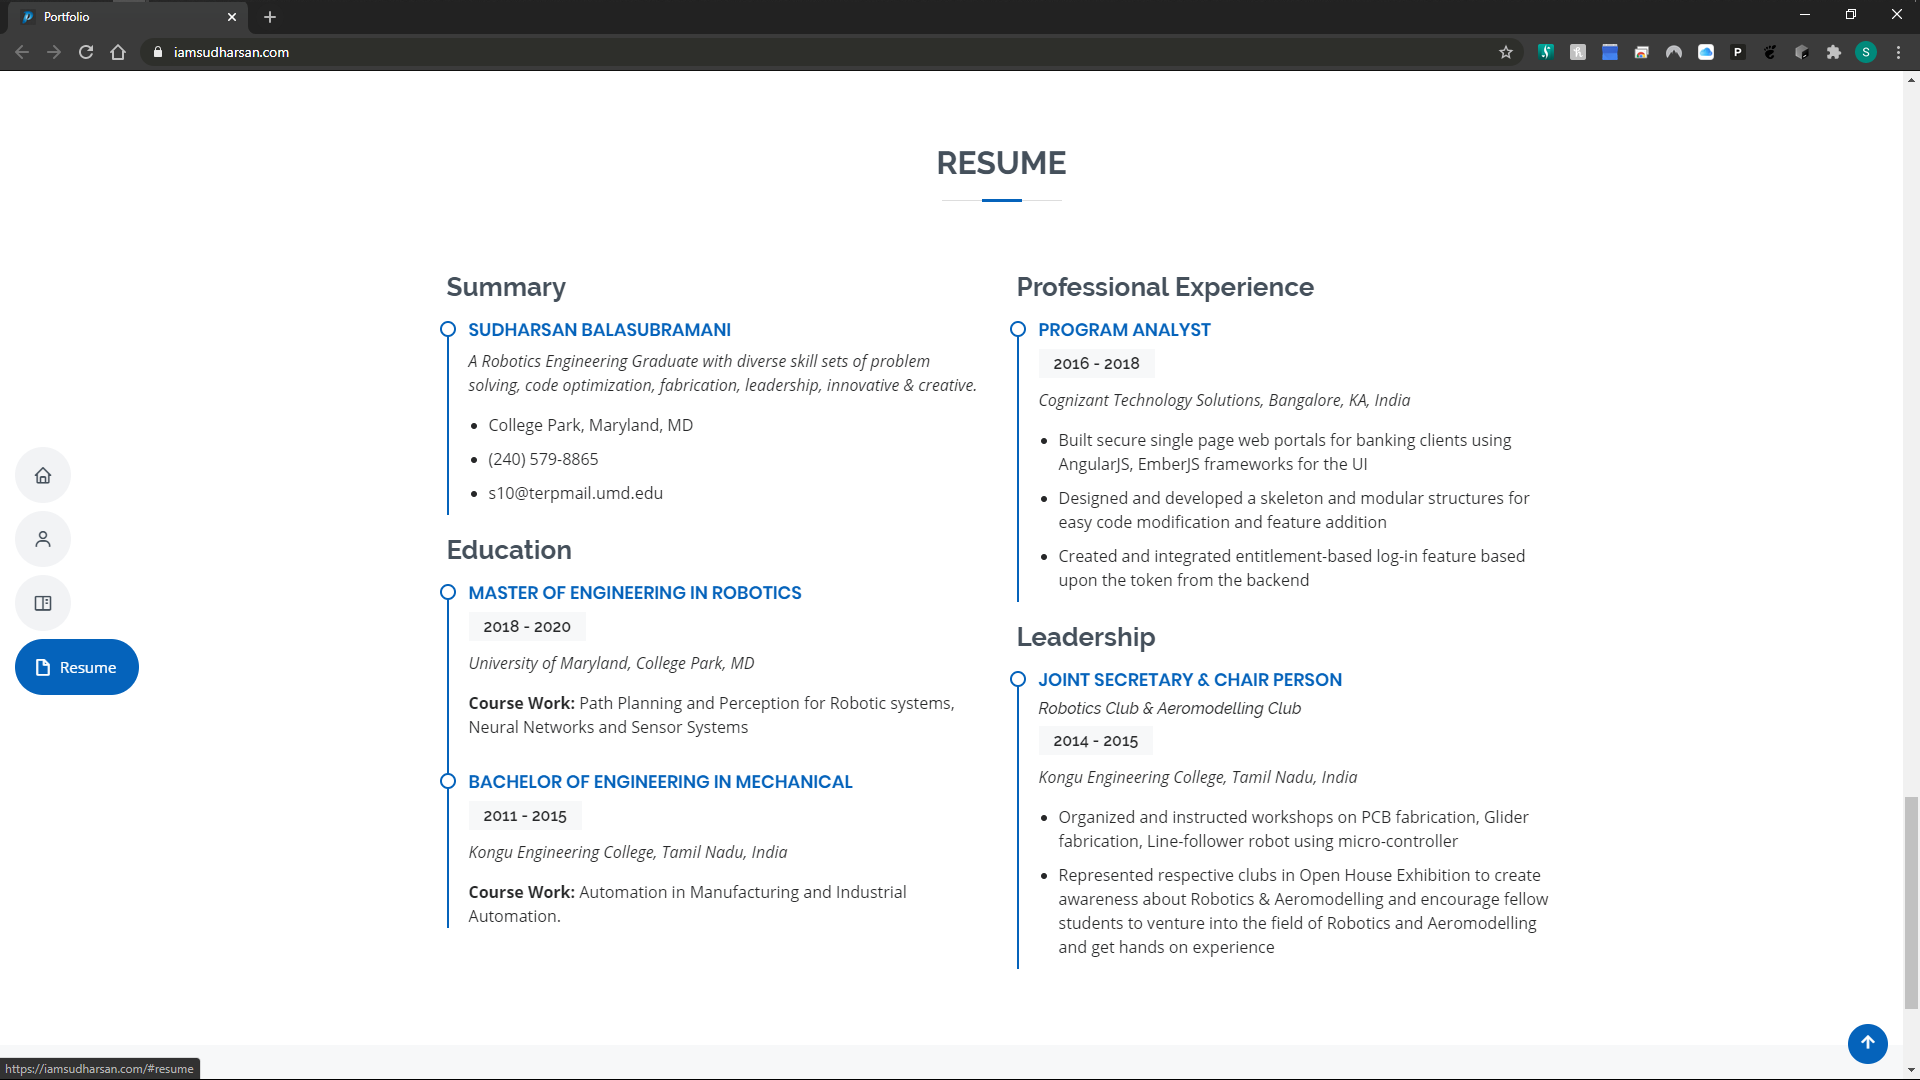 Portfolio
iamsudharsan.com
P
S
RESUME
Summary
SUDHARSAN BALASUBRAMANI
A Robotics Engineering Graduate with diverse skill sets of problem
solving, code optimization, fabrication, leadership, innovative & creative.
College Park, Maryland, MD
(240) 579-8865
s10@terpmail.umd.edu
Education
MASTER OF ENGINEERING IN ROBOTICS
2018 - 2020
University of Maryland, College Park, MD
Course Work: Path Planning and Perception for Robotic systems,
Neural Networks and Sensor Systems
BACHELOR OF ENGINEERING IN MECHANICAL
2011 - 2015
Kongu Engineering College, Tamil Nadu, India
Course Work: Automation in Manufacturing and Industrial
Automation.
Professional Experience
PROGRAM ANALYST
2016 - 2018
Cognizant Technology Solutions, Bangalore, KA, India
Built secure single page web portals for banking clients using
AngularJS, EmberJS frameworks for the UI
Designed and developed a skeleton and modular structures for
easy code modification and feature addition
Created and integrated entitlement-based log-in feature based
upon the token from the backend
Leadership
JOINT SECRETARY & CHAIR PERSON
Robotics Club & Aeromodelling Club
2014 - 2015
Kongu Engineering College, Tamil Nadu, India
Organized and instructed workshops on PCB fabrication, Glider
fabrication, Line-follower robot using micro-controller
Represented respective clubs in Open House Exhibition to create
awareness about Robotics & Aeromodelling and encourage fellow
students to venture into the field of Robotics and Aeromodelling
and get hands on experience
Resume
https://iamsudharsan.com/#resume